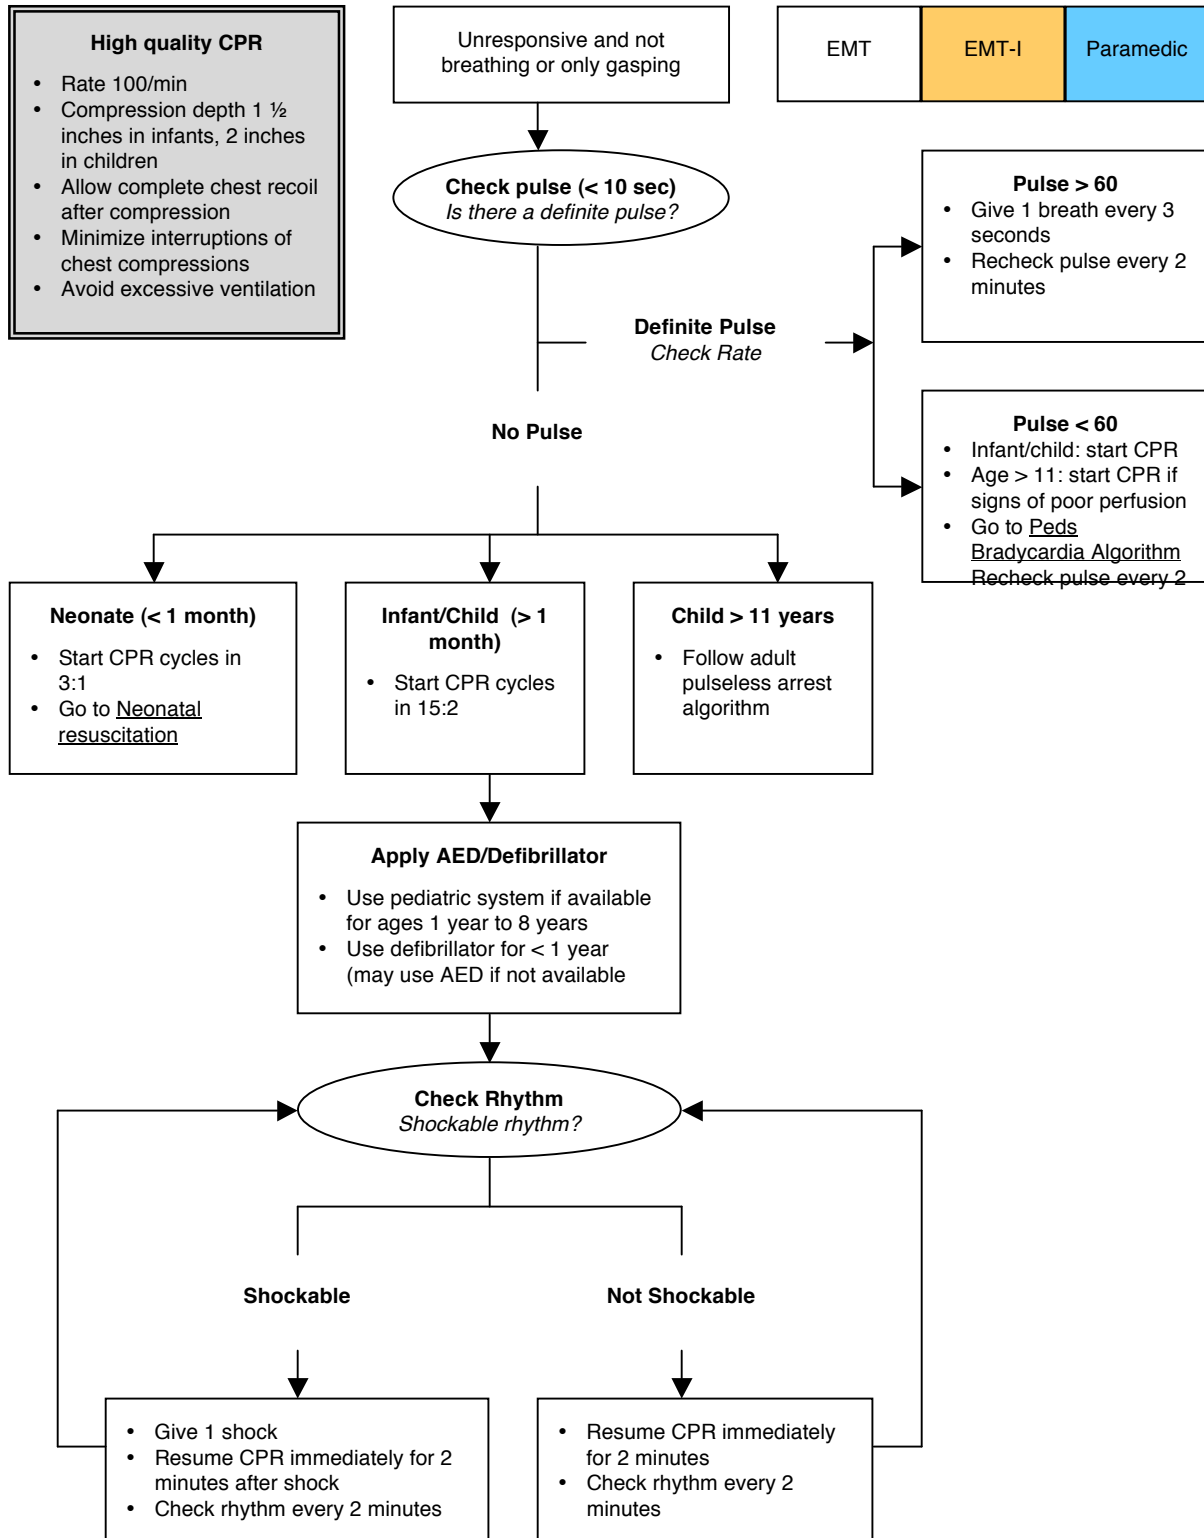 High quality CPR
• Rate 100/min
• Compression depth 1 ½
inches in infants, 2 inches
in children
• Allow complete chest recoil
after compression
• Minimize interruptions of
chest compressions
• Avoid excessive ventilation
Unresponsive and not
breathing or only gasping
EMT
EMT-I
Paramedic
Check pulse (< 10 sec)
Is there a definite pulse?
Pulse > 60
• Give 1 breath every 3
seconds
• Recheck pulse every 2
minutes
Definite Pulse
Check Rate
Pulse < 60
• Infant/child: start CPR
• Age > 11: start CPR if
signs of poor perfusion
• Go to Peds
Bradycardia Algorithm
Recheck pulse every 2
No Pulse
Neonate (< 1 month)
• Start CPR cycles in
3:1
• Go to Neonatal
resuscitation
Infant/Child (> 1
month)
• Start CPR cycles
in 15:2
Child > 11 years
• Follow adult
pulseless arrest
algorithm
Apply AED/Defibrillator
• Use pediatric system if available
for ages 1 year to 8 years
• Use defibrillator for < 1 year
(may use AED if not available
Check Rhythm
Shockable rhythm?
Shockable
Not Shockable
• Give 1 shock
• Resume CPR immediately for 2
minutes after shock
• Check rhythm every 2 minutes
• Resume CPR immediately
for 2 minutes
• Check rhythm every 2
minutes